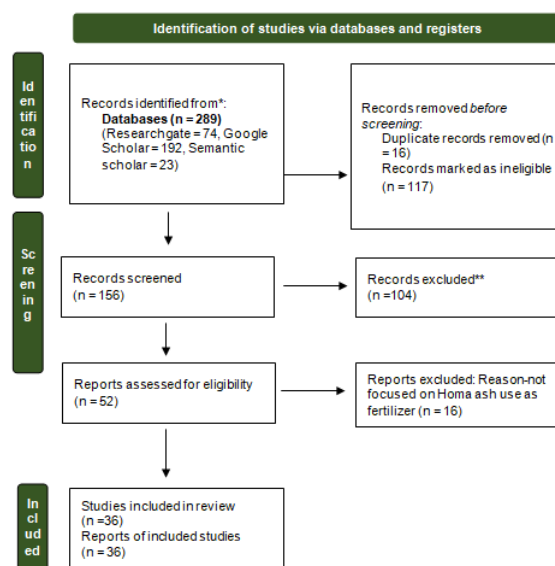 Identification of studies via databases and registers
Id
entifi
ca
tio
n
Records identified from*:
Databases (n = 289)
(Researchgate = 74, Google
Scholar = 192, Semantic
scholar = 23)
Records removed before
screening:
Duplicate records removed (n
= 16)
Records marked as ineligible
(n = 117)
Sc
re
en
in
g
Records screened
(n = 156)
Records excluded**
(n =104)
Reports assessed for eligibility
(n = 52)
Reports excluded: Reason-not
focused on Homa ash use as
fertilizer (n = 16)
In
cl
ud
ed
Studies included in review
(n =36)
Reports of included studies
(n = 36)